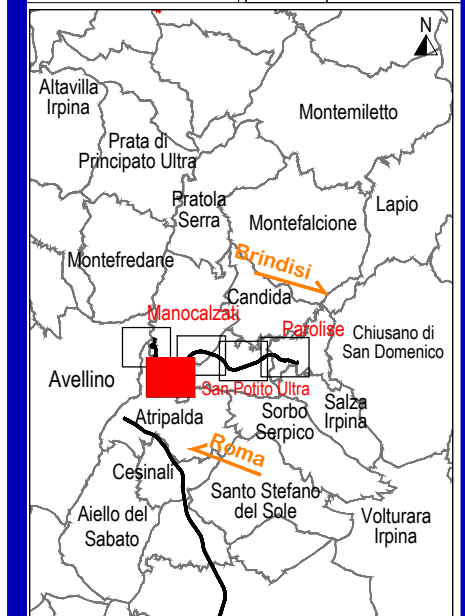 N
Altavilla
Irpina
Montemiletto
Prata di
Principato Ultra
Pratola
Serra
Lapio
Montefalcione
Montefredane
Brindisi
Candida
Manocalzati
Parolise
Chiusano di
San Domenico
Avellino
San Potito Ultra
Salza
Irpina
Atripalda
Sorbo
Serpico
Roma
Cesinali
Santo Stefano
del Sole
Aiello del
Sabato
Volturara
Irpina